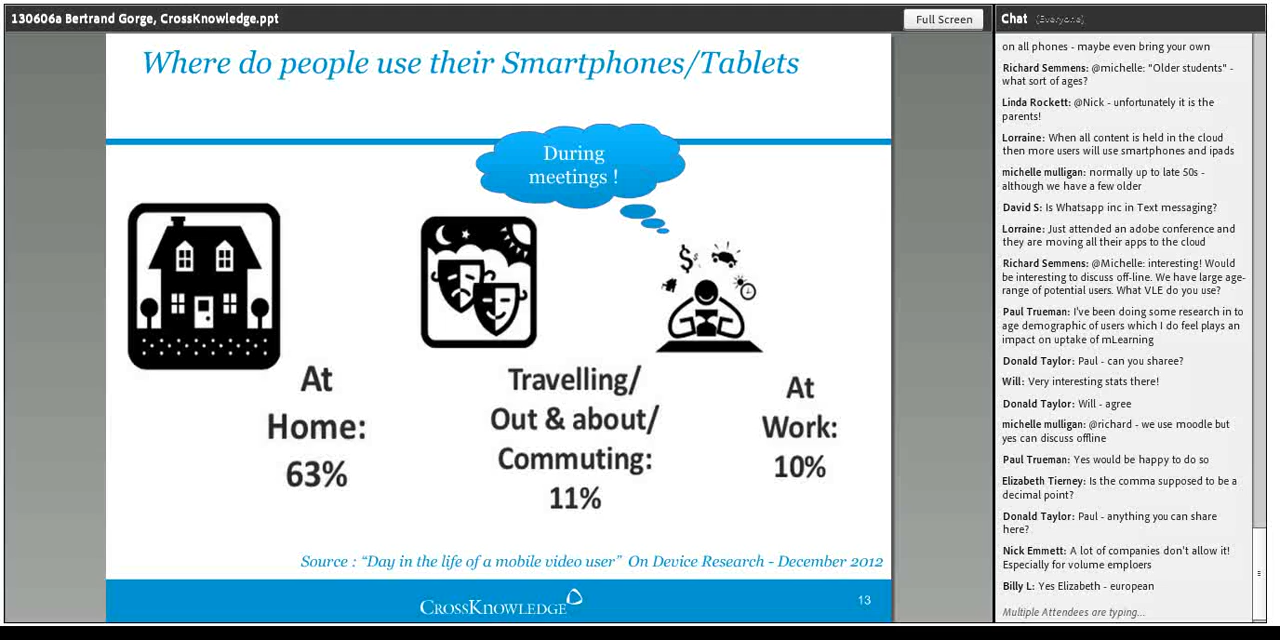 130606a Bertrand Gorge, CrossKnowledge.ppt
Full Screen
Where do people use their Smartphones/Tablets
During
meetings !
$
At
Home:
63%
Travelling/
Out & about/
Commuting:
11%
At
Work:
10%
Source : “Day in the life of a mobile video user” On Device Research - December 2012
CROSSKNOWLEDGE
13
Chat (Everyone)
on all phones - maybe even bring your own
Richard Semmens: @michelle: "Older students" -
what sort of ages?
Linda Rockett: @Nick - unfortunately it is the
parents!
Lorraine: When all content is held in the cloud
then more users will use smartphones and ipads
michelle mulligan: normally up to late 50s -
although we have a few older
David S: Is Whatsapp inc in Text messaging?
Lorraine: Just attended an adobe conference and
they are moving all their apps to the cloud
Richard Semmens: @Michelle: interesting! Would
be interesting to discuss off-line. We have large age-
range of potential users. What VLE do you use?
Paul Trueman: I've been doing some research in to
age demographic of users which I do feel plays an
impact on uptake of mLearning
Donald Taylor: Paul - can you sharee?
Will: Very interesting stats there!
Donald Taylor: Will - agree
michelle mulligan: @richard - we use moodle but
yes can discuss offline
Paul Trueman: Yes would be happy to do so
Elizabeth Tierney: Is the comma supposed to be a
decimal point?
Donald Taylor: Paul - anything you can share
here?
Nick Emmett: A lot of companies don't allow it!
Especially for volume emploers
Billy L: Yes Elizabeth - european
Multiple Attendees are typing...